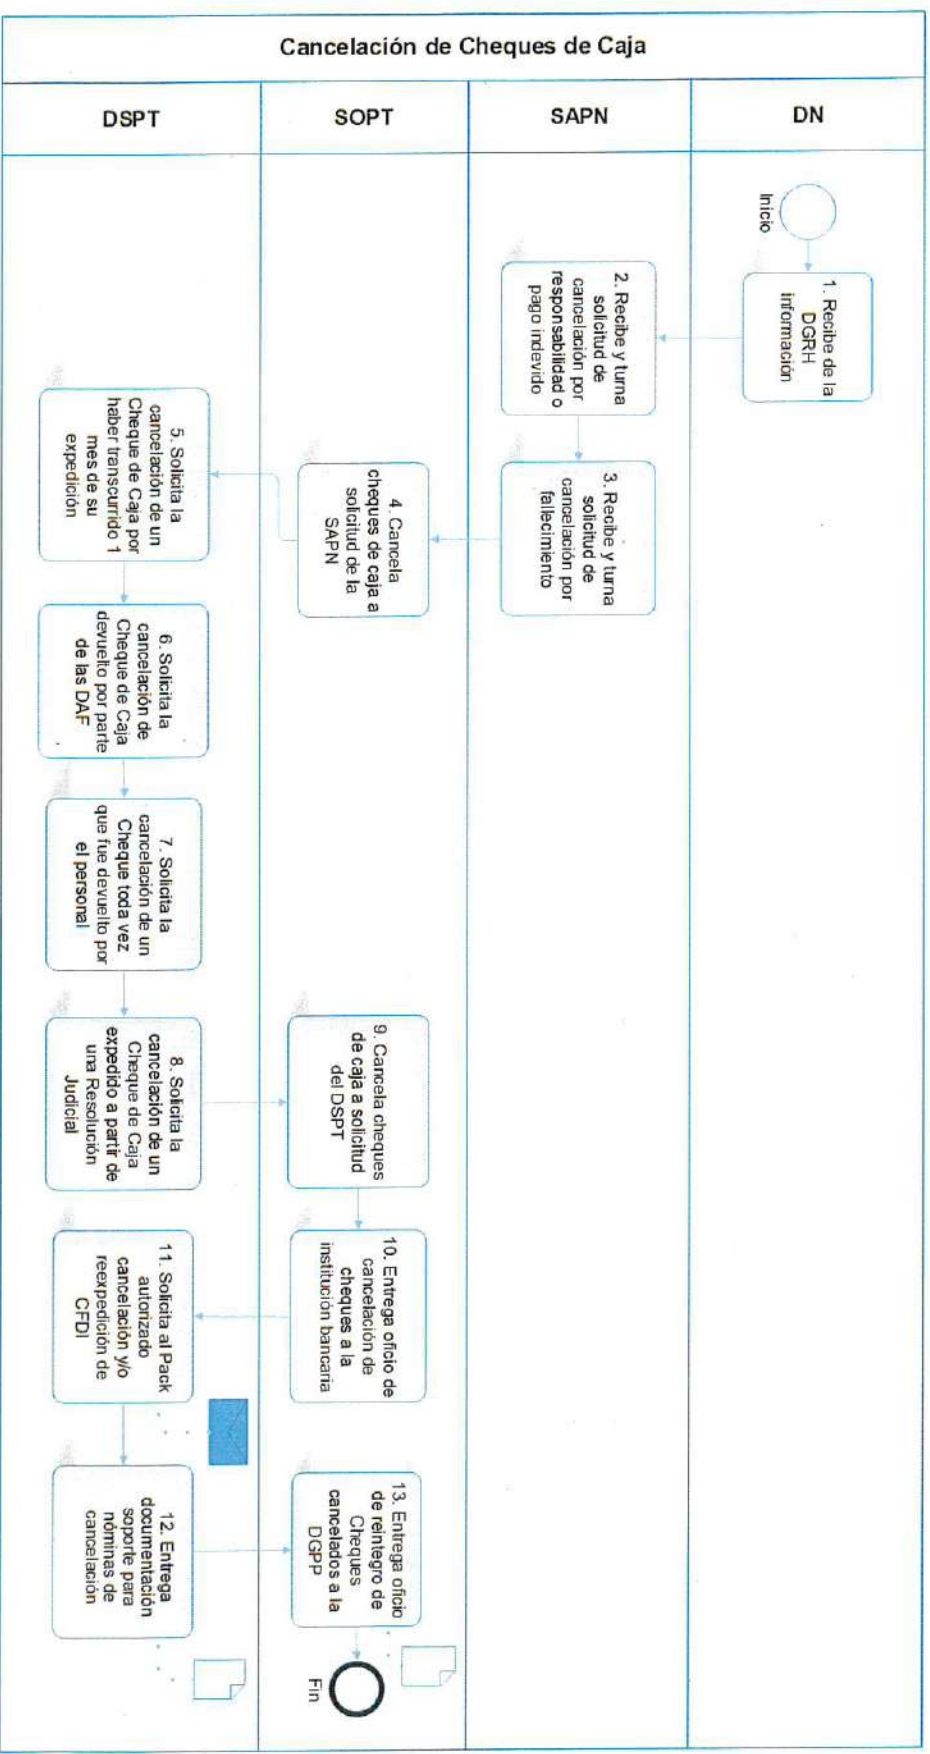 Cancelación de Cheques de Caja
DSPT
SOPT
SAPN
DN
Inicio
1. Recibe de la
DGRH
información
2. Recibe y turna
solicitud de
cancelación por
responsabilidad o
pago indevido
3. Recibe y turna
solicitud de
cancelación por
fallecimiento
4. Cancela
cheques de caja a
solicitud de la
SAPN
5. Solicita la
cancelación de un
Cheque de Caja por
haber transcurrido 1
mes de su
expedición
6. Solicita la
cancelación de
Cheque de Caja
devuelto por parte
de las DAF
7. Solicita la
cancelación de un
Cheque toda vez
que fue devuelto por
el personal
8. Solicita la
cancelación de un
Cheque de Caja
expedido a partir de
una Resolución
Judicial
9. Cancela cheques
de caja a solicitud
del DSPT
10. Entrega oficio de
cancelación de
cheques a la
institución bancaria
11. Solicita al Pack
autorizado
cancelación y/o
reexpedición de
CFDI
12. Entrega
documentación
soporte para
nóminas de
cancelación
13. Entrega oficio
de reintegro de
Cheques
cancelados a la
DGPP
Fin